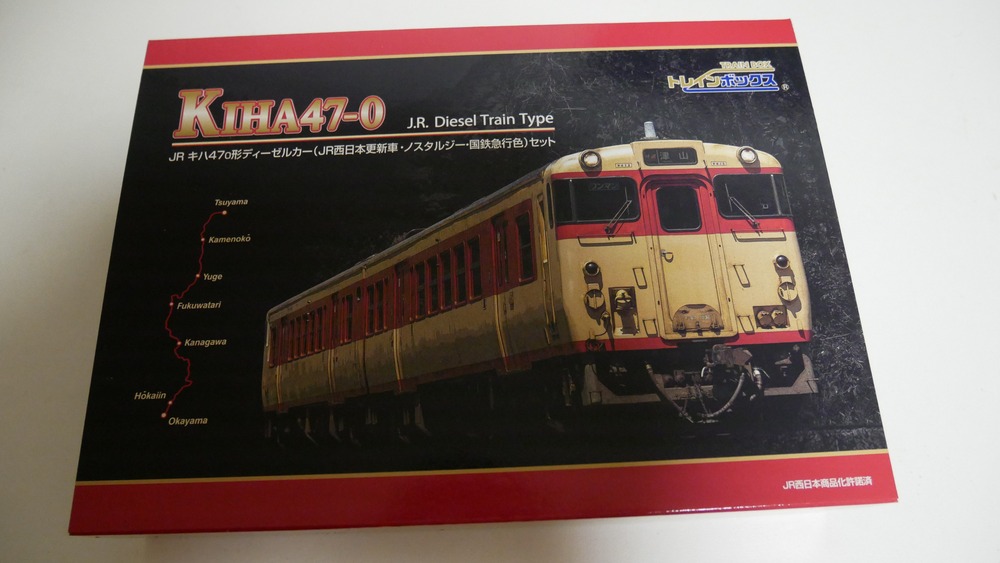 TRAIN BOX
トレインボックス®
KIHA47-0 J.R. Diesel Train Type
JR キハ470形ディーゼルカー(JR西日本更新車・ノスタルジー・国鉄急行色)セット
津山
Tsuyama
Kamenokō
Yuge
Fukuwatari
Kanagawa
Hōkaiin
Okayama
JR西日本商品化許諾済